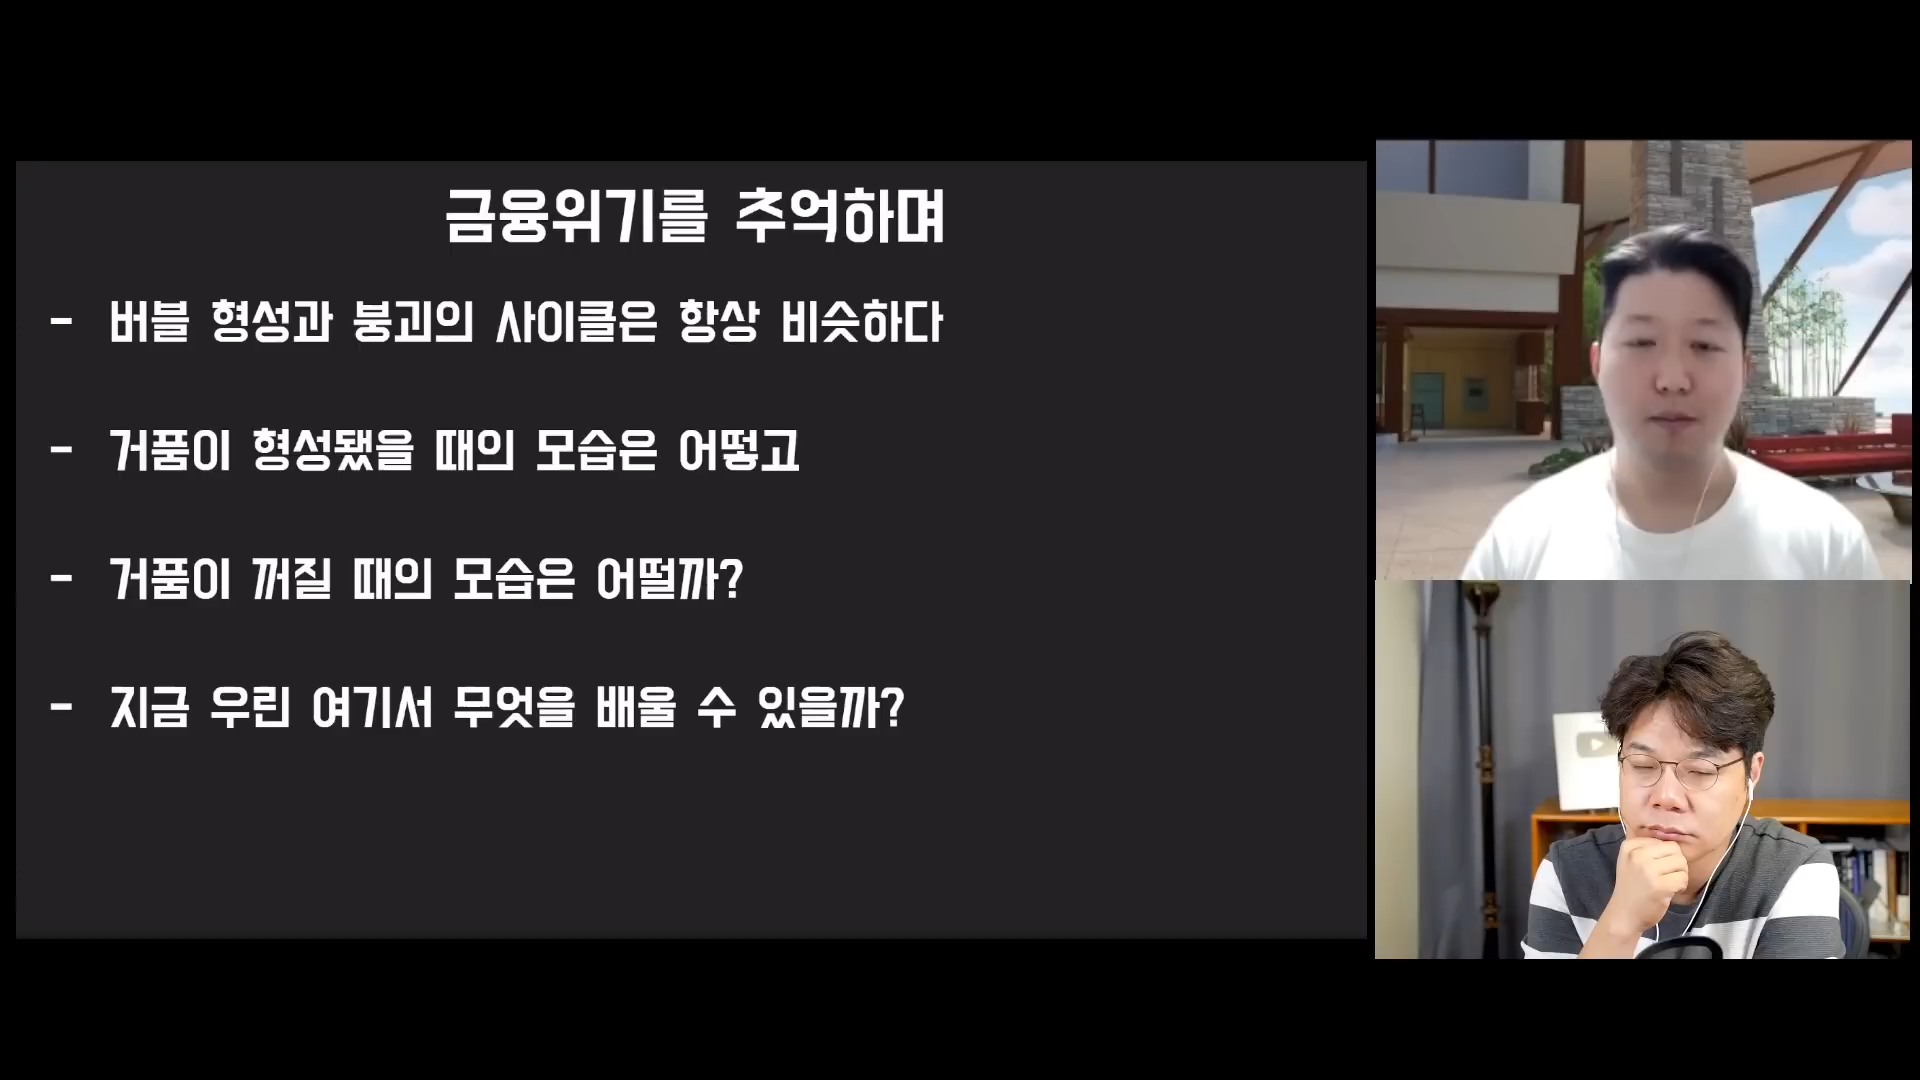 금융위기를 추억하며
- 버블 형성과 붕괴의 사이클은 항상 비슷하다
- 거품이 형성됐을 때의 모습은 어떻고
- 거품이 꺼질 때의 모습은 어떨까?
- 지금 우린 여기서 무엇을 배울 수 있을까?